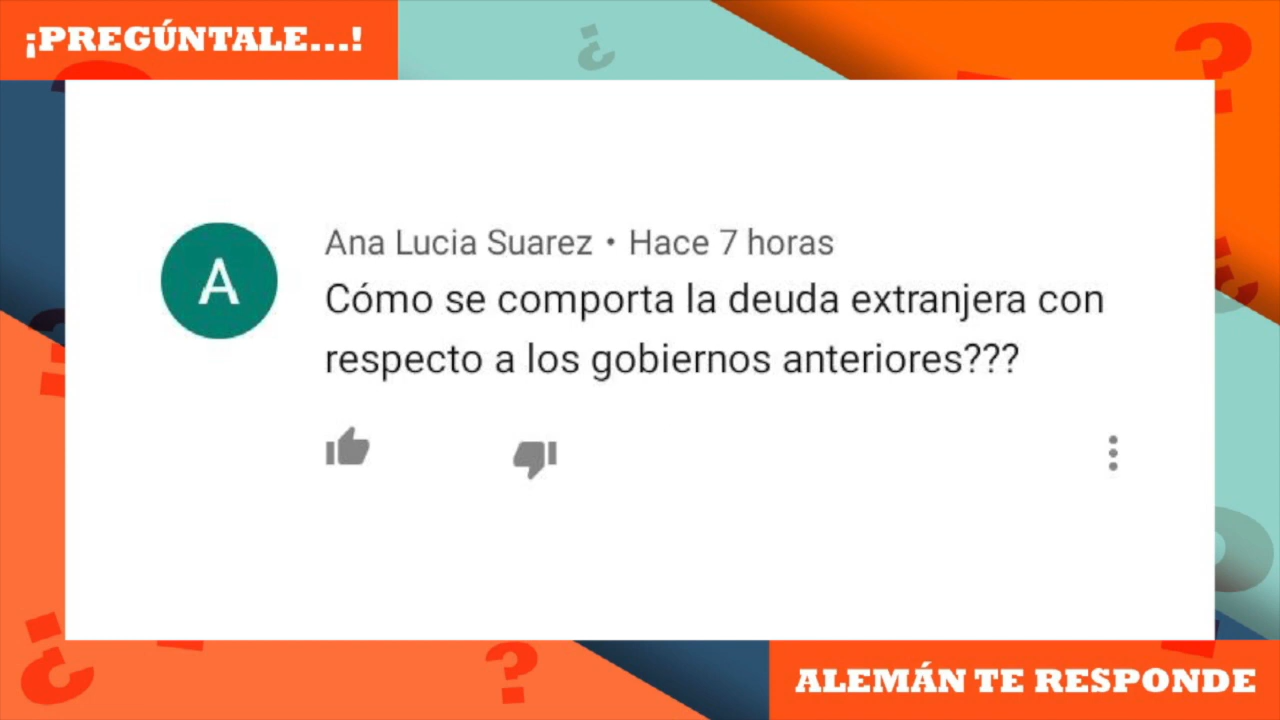 ¡PREGÚNTALE...!
A
Ana Lucia Suarez • Hace 7 horas
Cómo se comporta la deuda extranjera con
respecto a los gobiernos anteriores???
ALEMÁN TE RESPONDE